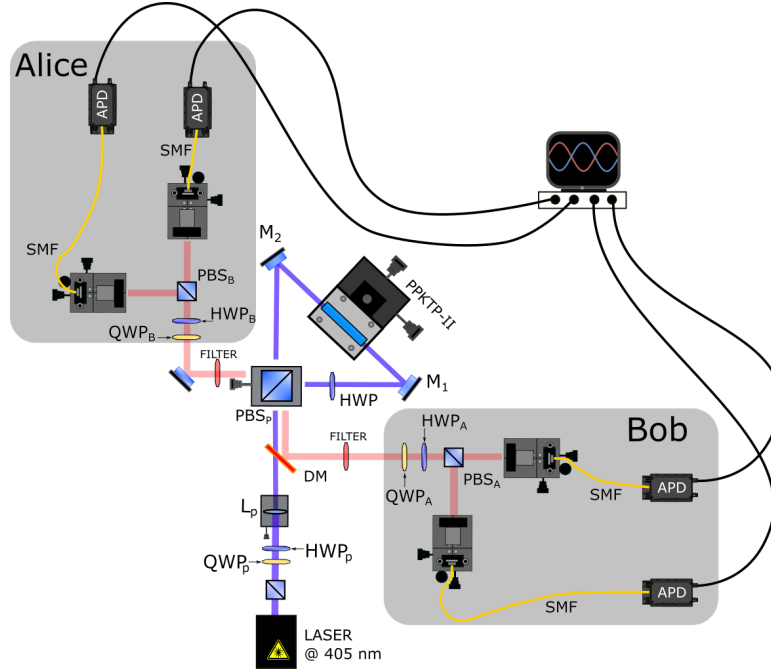 Alice
APD
APD
SMF
SMF
M2
PBSB
HWPB
QWPB
FILTER
PPKTP-II
M1
HWP
PBSP
Bob
HWPA
FILTER
PBSA
QWPA
DM
SMF
APD
Lp
HWPp
QWPp
SMF
APD
LASER
@ 405 nm